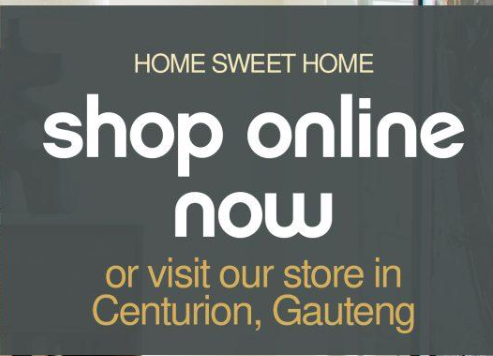 HOME SWEET HOME
shop online
now
or visit our store in
Centurion, Gauteng